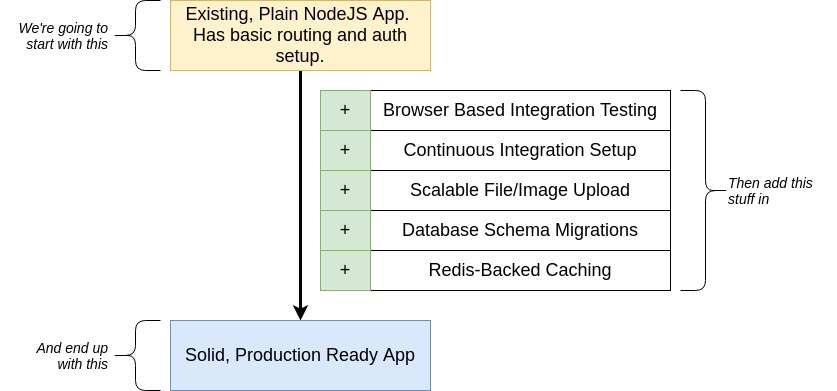 We're going to
start with this
Existing, Plain NodeJS App.
Has basic routing and auth
setup.
+ Browser Based Integration Testing
+ Continuous Integration Setup
+ Scalable File/Image Upload
+ Database Schema Migrations
+ Redis-Backed Caching
Then add this
stuff in
And end up
with this
Solid, Production Ready App